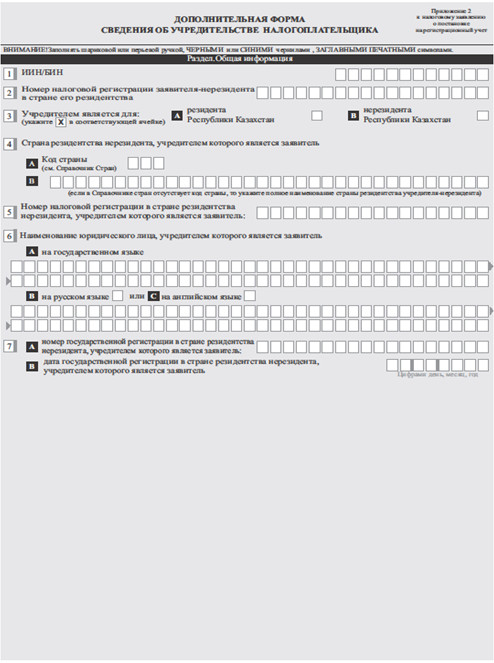 ДОПОЛНИТЕЛЬНАЯ ФОРМА
СВЕДЕНИЯ ОБ УЧРЕДИТЕЛЬСТВЕ НАЛОГОПЛАТЕЛЬЩИКА
Приложение 2
к налоговому заявлению
о постановке
на регистрационный учет
ВНИМАНИЕ! Заполнять шариковой или перьевой ручкой, ЧЕРНЫМИ или СИНИМИ чернилами , ЗАГЛАВНЫМИ ПЕЧАТНЫМИ символами.
Раздел. Общая информация
1 ИИН/БИН
2 Номер налоговой регистрации заявителя-нерезидента
в стране его резидентства
3 Учредителем является для:
(укажите X в соответствующей ячейке)
A резидента
Республики Казахстан
B нерезидента
Республики Казахстан
4 Страна резидентства нерезидента, учредителем которого является заявитель
A Код страны
(см. Справочник Стран)
B
(если в Справочнике стран отсутствует код страны, то укажите полное наименование страны резидентства учредителя-нерезидента)
5 Номер налоговой регистрации в стране резидентства
нерезидента, учредителем которого является заявитель:
6 Наименование юридического лица, учредителем которого является заявитель
A на государственном языке
B на русском языке или C на английском языке
7 A номер государственной регистрации в стране резидентства
нерезидента, учредителем которого является заявитель:
B дата государственной регистрации в стране резидентства нерезидента,
учредителем которого является заявитель
Цифрами день, месяц, год